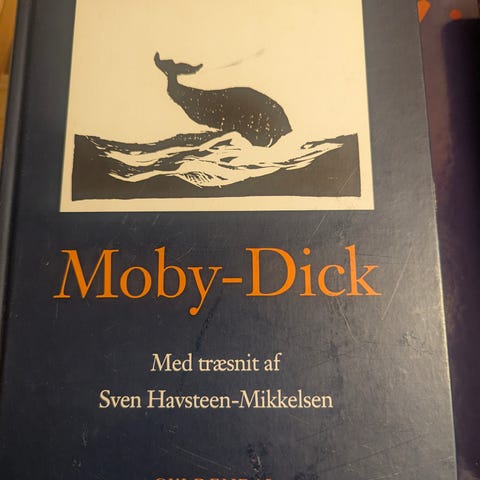 Moby-Dick
Med træsnit af
Sven Havsteen-Mikkelsen